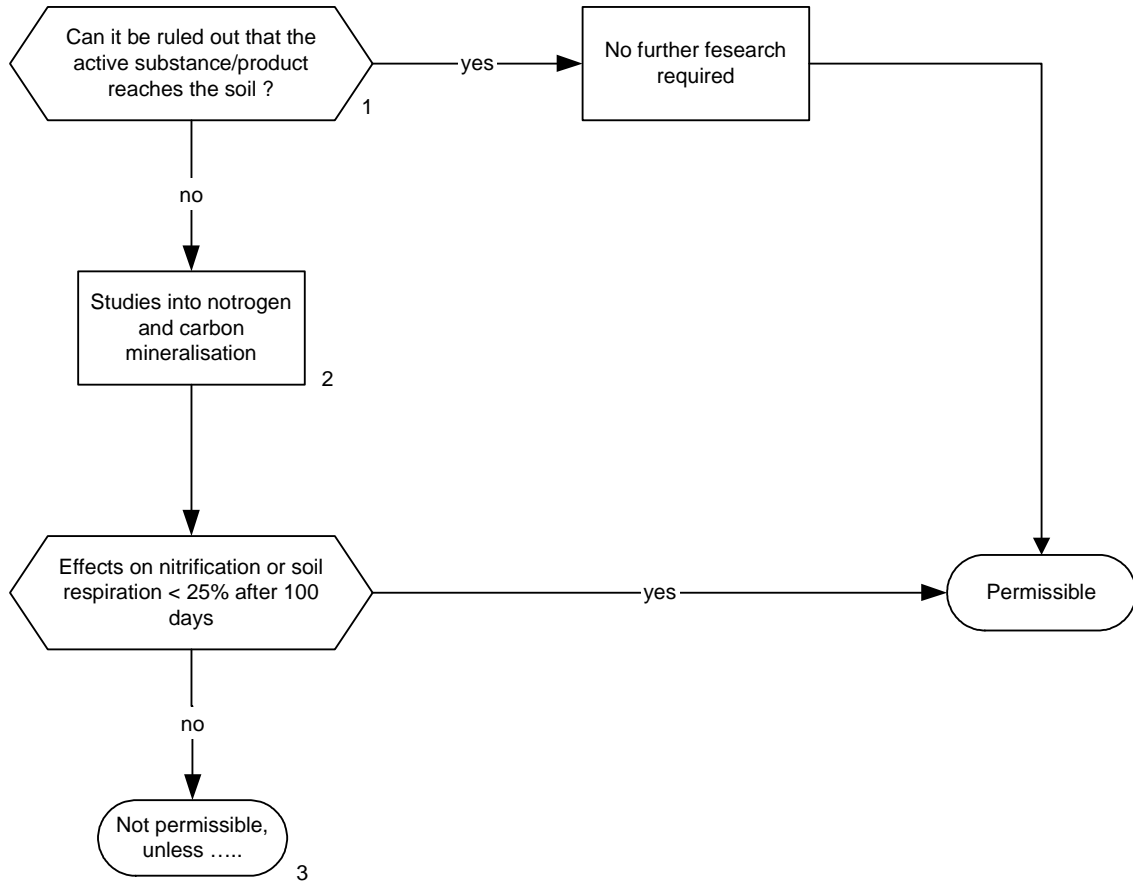 Can it be ruled out that the
active substance/product
reaches the soil ?
1
yes
No further fesearch
required
no
Studies into notrogen
and carbon
mineralisation
2
Effects on nitrification or soil
respiration < 25% after 100
days
yes
Permissible
no
Not permissible,
unless …..
3